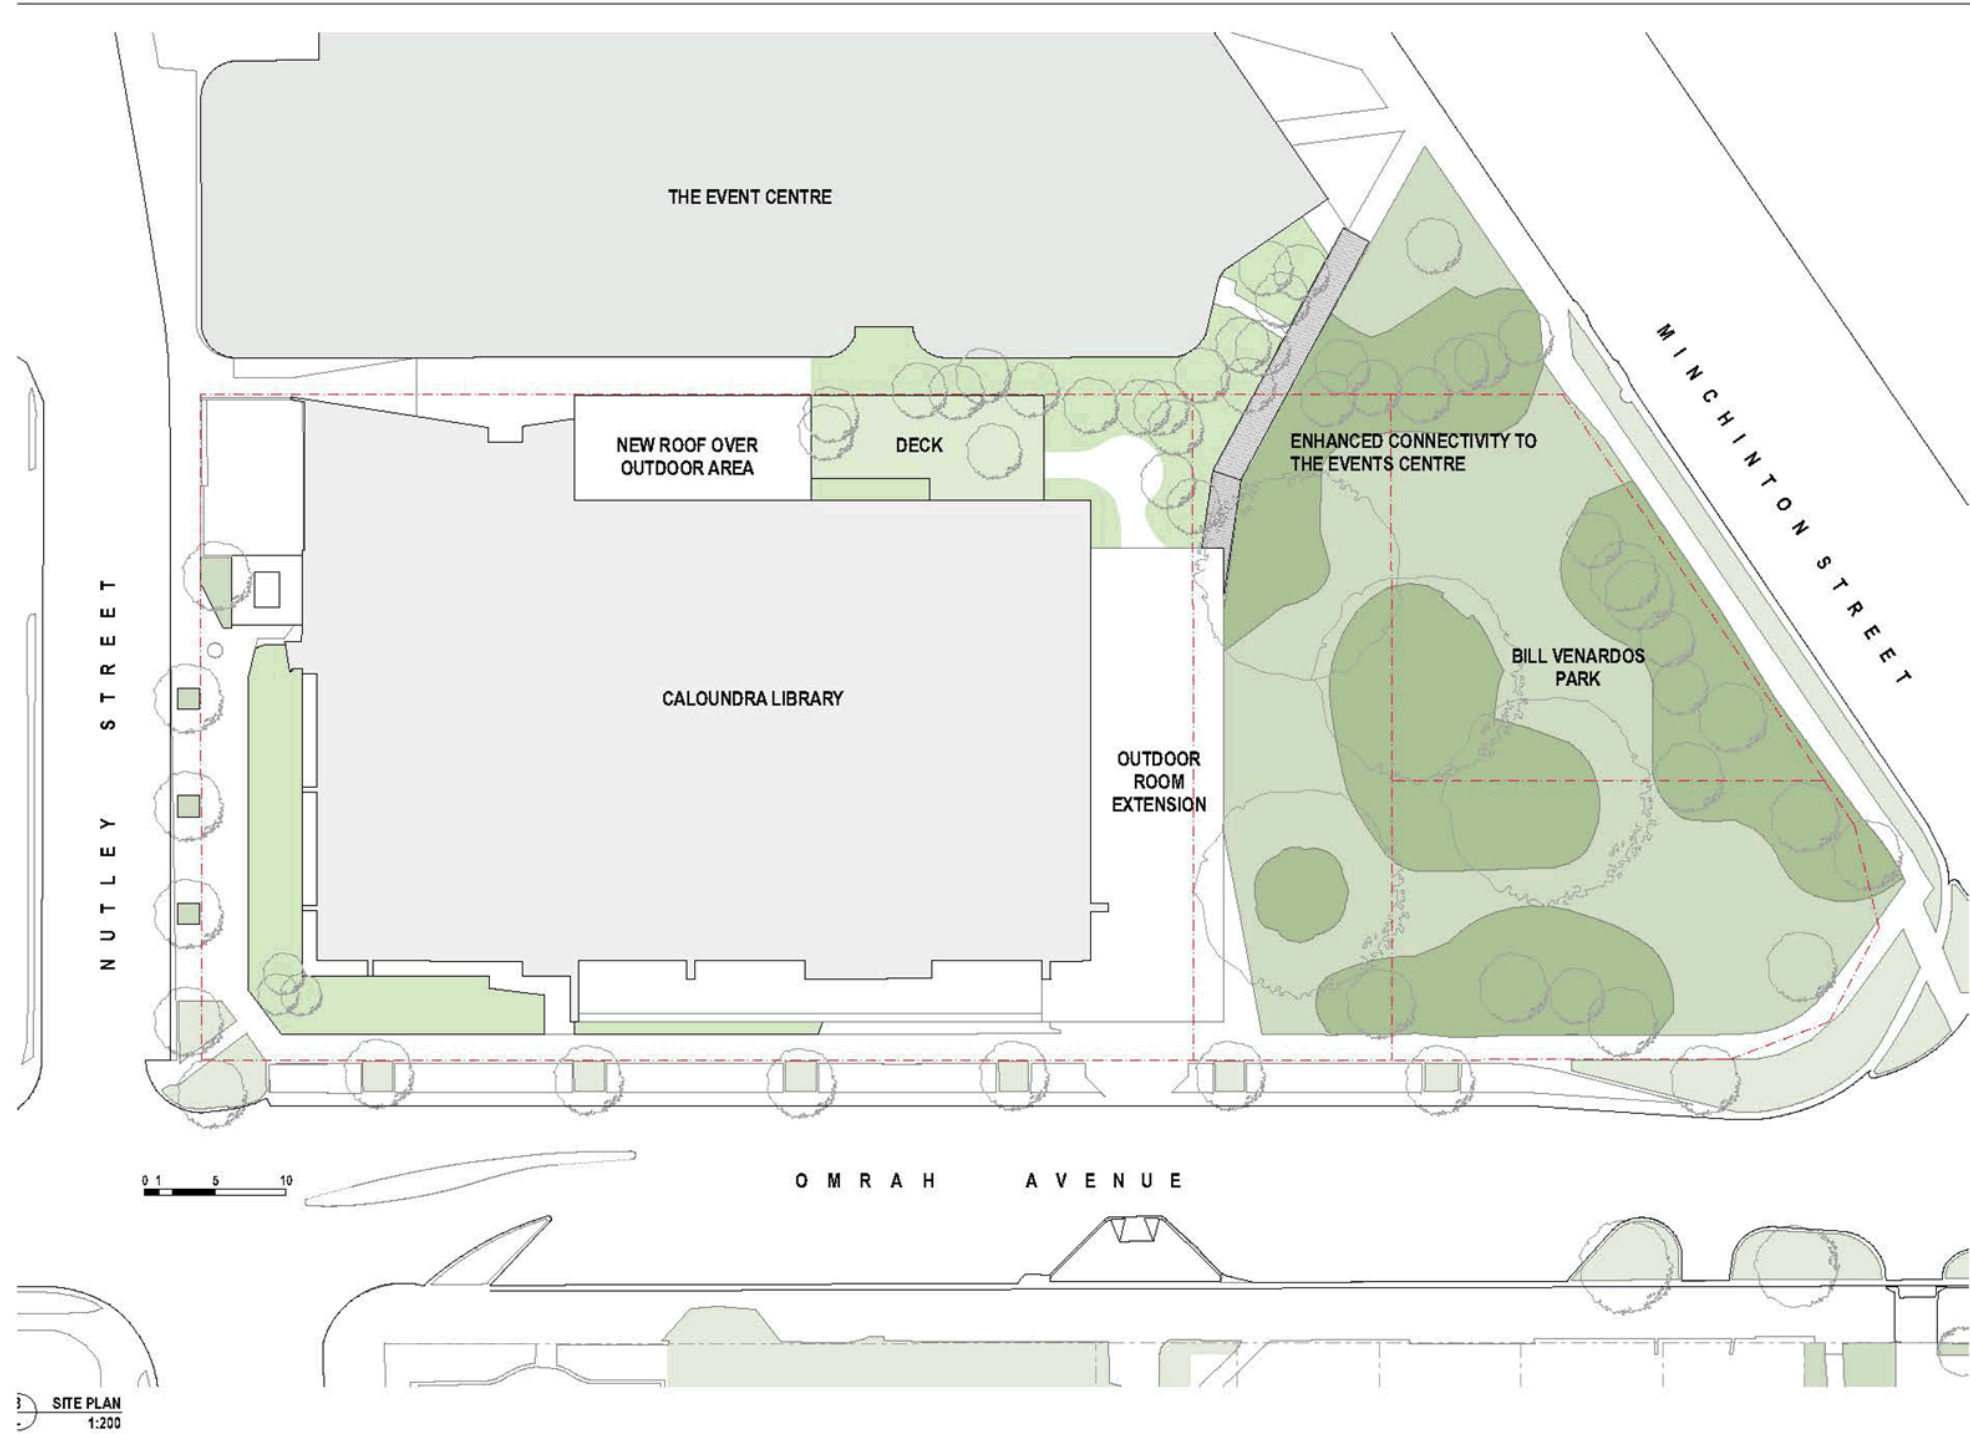 THE EVENT CENTRE
NEW ROOF OVER
OUTDOOR AREA
DECK
ENHANCED CONNECTIVITY TO
THE EVENTS CENTRE
MINCHINTON STREET
BILL VENARDOS
PARK
CALOUNDRA LIBRARY
OUTDOOR
ROOM
EXTENSION
NUTLEY STREET
0 1 5 10
OMRAH AVENUE
SITE PLAN
1:200